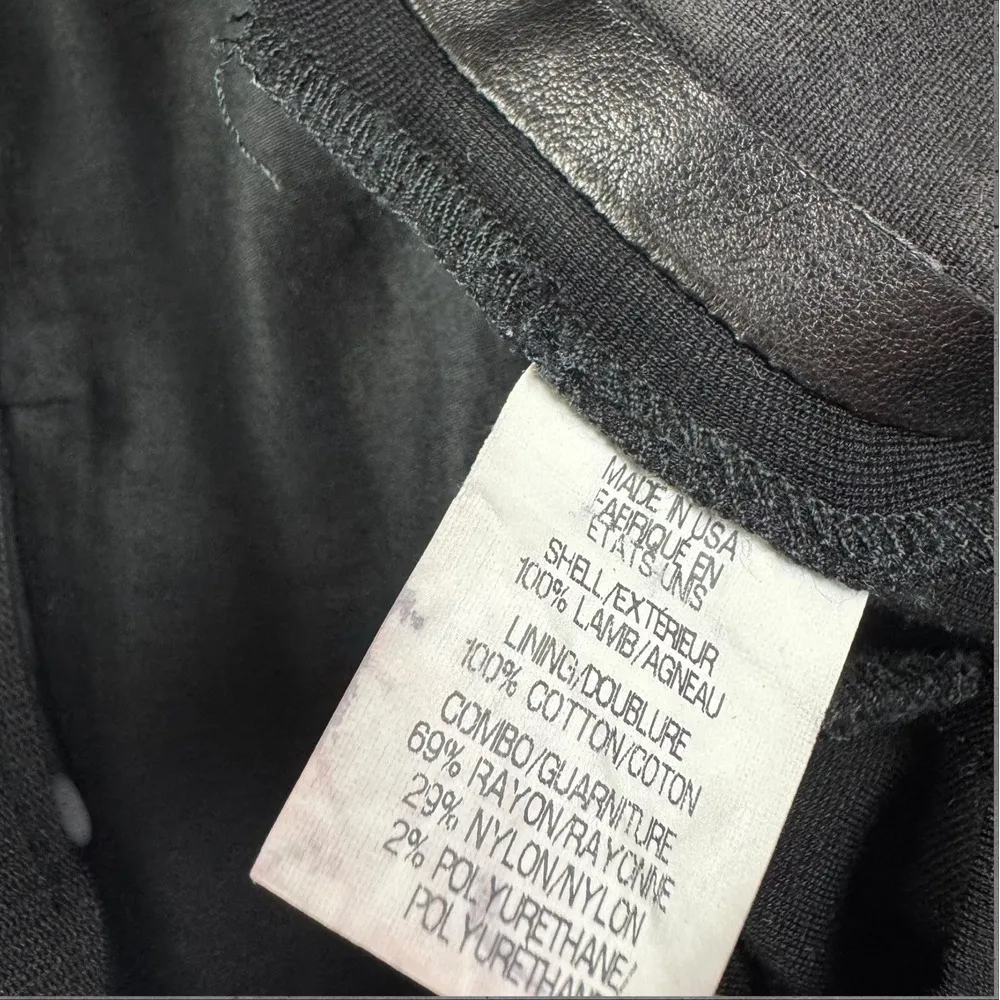 MADE IN USA
FABRIQUE EN
ETATS-UNIS
SHELL/EXTÉRIEUR
100% LAMB/AGNEAU
LINING/DOUBLURE
100% COTTON/COTON
COMBO/GUARNITURE
69% RAYON/RAYONNE
29% NYLON/NYLON
2% POLYURETHANE/
POLYURETHANE